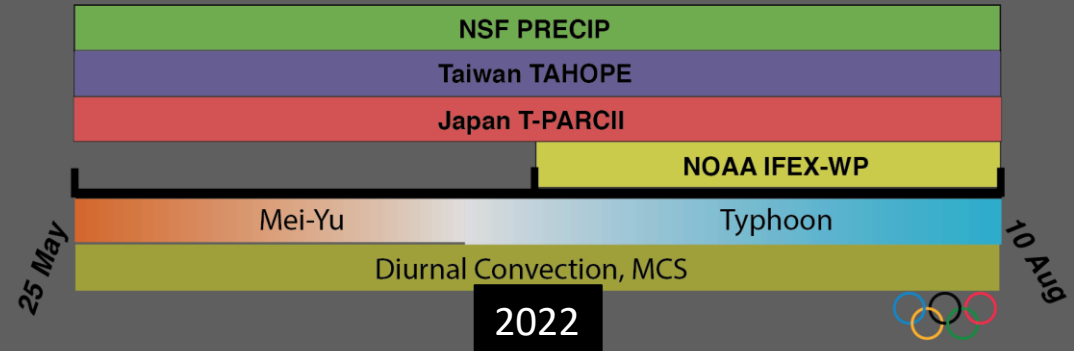 NSF PRECIP
Taiwan TAHOPE
Japan T-PARCII
NOAA IFEX-WP
Mei-Yu
Typhoon
25 May
10 Aug
Diurnal Convection, MCS
2022